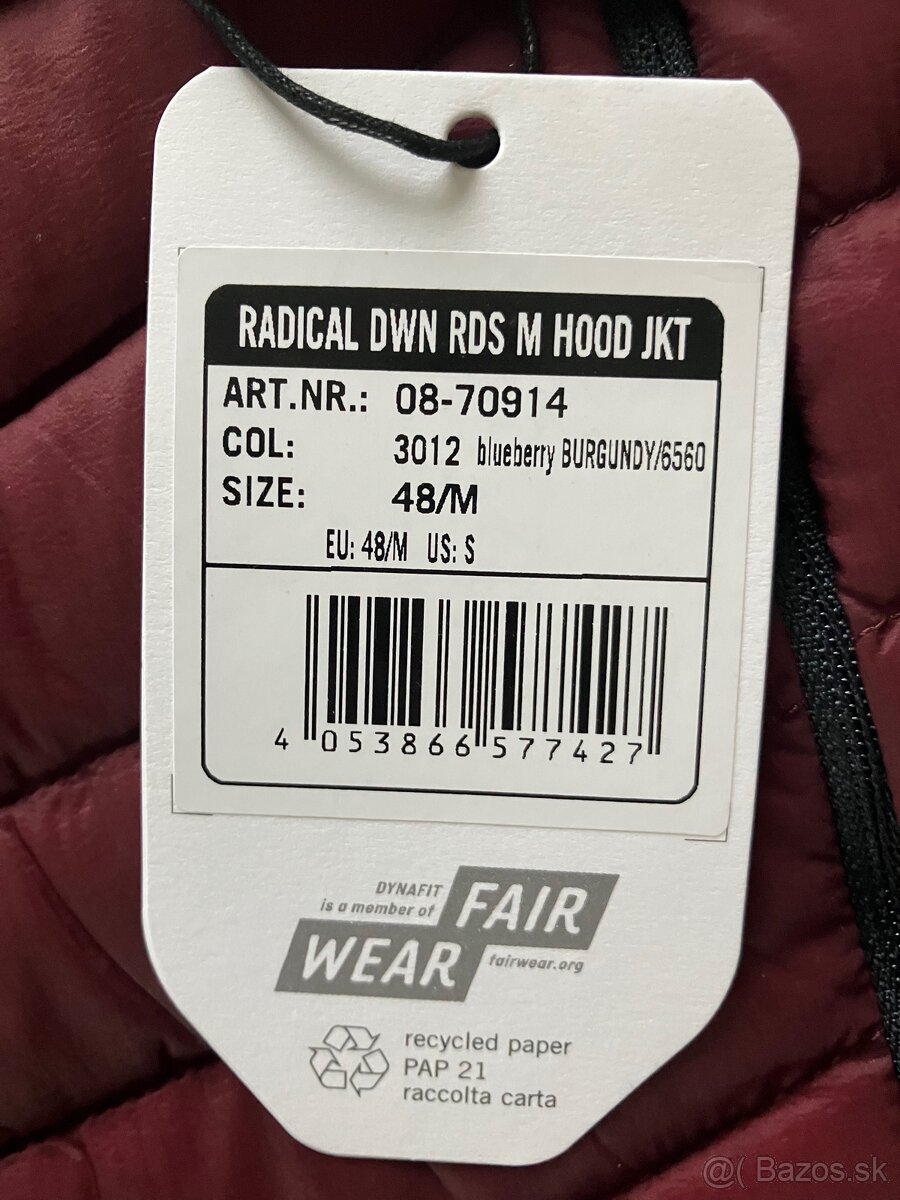 RADICAL DWN RDS M HOOD JKT
ART.NR.: 08-70914
COL: 3012 blueberry BURGUNDY/6560
SIZE: 48/M
EU: 48/M US: S
4 053866 577427
DYNAFIT
is a member of
FAIR
WEAR
fairwear.org
recycled paper
PAP 21
raccolta carta
@( Bazos.sk